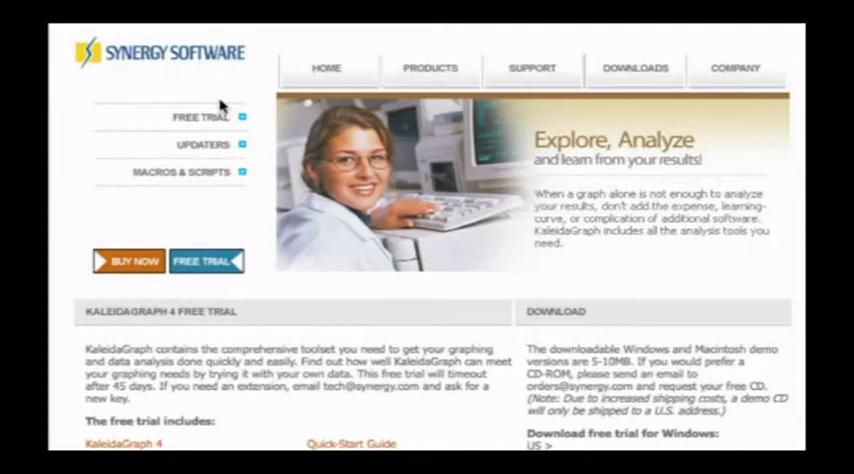 SYNERGY SOFTWARE
HOME PRODUCTS SUPPORT DOWNLOADS COMPANY
FREE TRIAL
UPDATERS
MACROS & SCRIPTS
BUY NOW FREE TRIAL
Explore, Analyze
and learn from your results!
When a graph alone is not enough to analyze
your results, don't add the expense, learning-
curve, or complication of additional software.
KaleidaGraph includes all the analysis tools you
need.
KALEIDAGRAPH 4 FREE TRIAL
KaleidaGraph contains the comprehensive toolset you need to get your graphing
and data analysis done quickly and easily. Find out how well KaleidaGraph can meet
your graphing needs by trying it with your own data. This free trial will timeout
after 45 days. If you need an extension, email tech@synergy.com and ask for a
new key.
The free trial includes:
KaleidaGraph 4 Quick-Start Guide
DOWNLOAD
The downloadable Windows and Macintosh demo
versions are 5-10MB. If you would prefer a
CD-ROM, please send an email to
orders@synergy.com and request your free CD.
(Note: Due to increased shipping costs, a demo CD
will only be shipped to a U.S. address.)
Download free trial for Windows:
US >